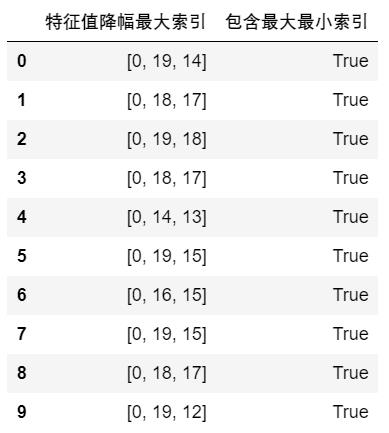 特征值降幅最大索引 包含最大最小索引
0 [0, 19, 14] True
1 [0, 18, 17] True
2 [0, 19, 18] True
3 [0, 18, 17] True
4 [0, 14, 13] True
5 [0, 19, 15] True
6 [0, 16, 15] True
7 [0, 19, 15] True
8 [0, 18, 17] True
9 [0, 19, 12] True